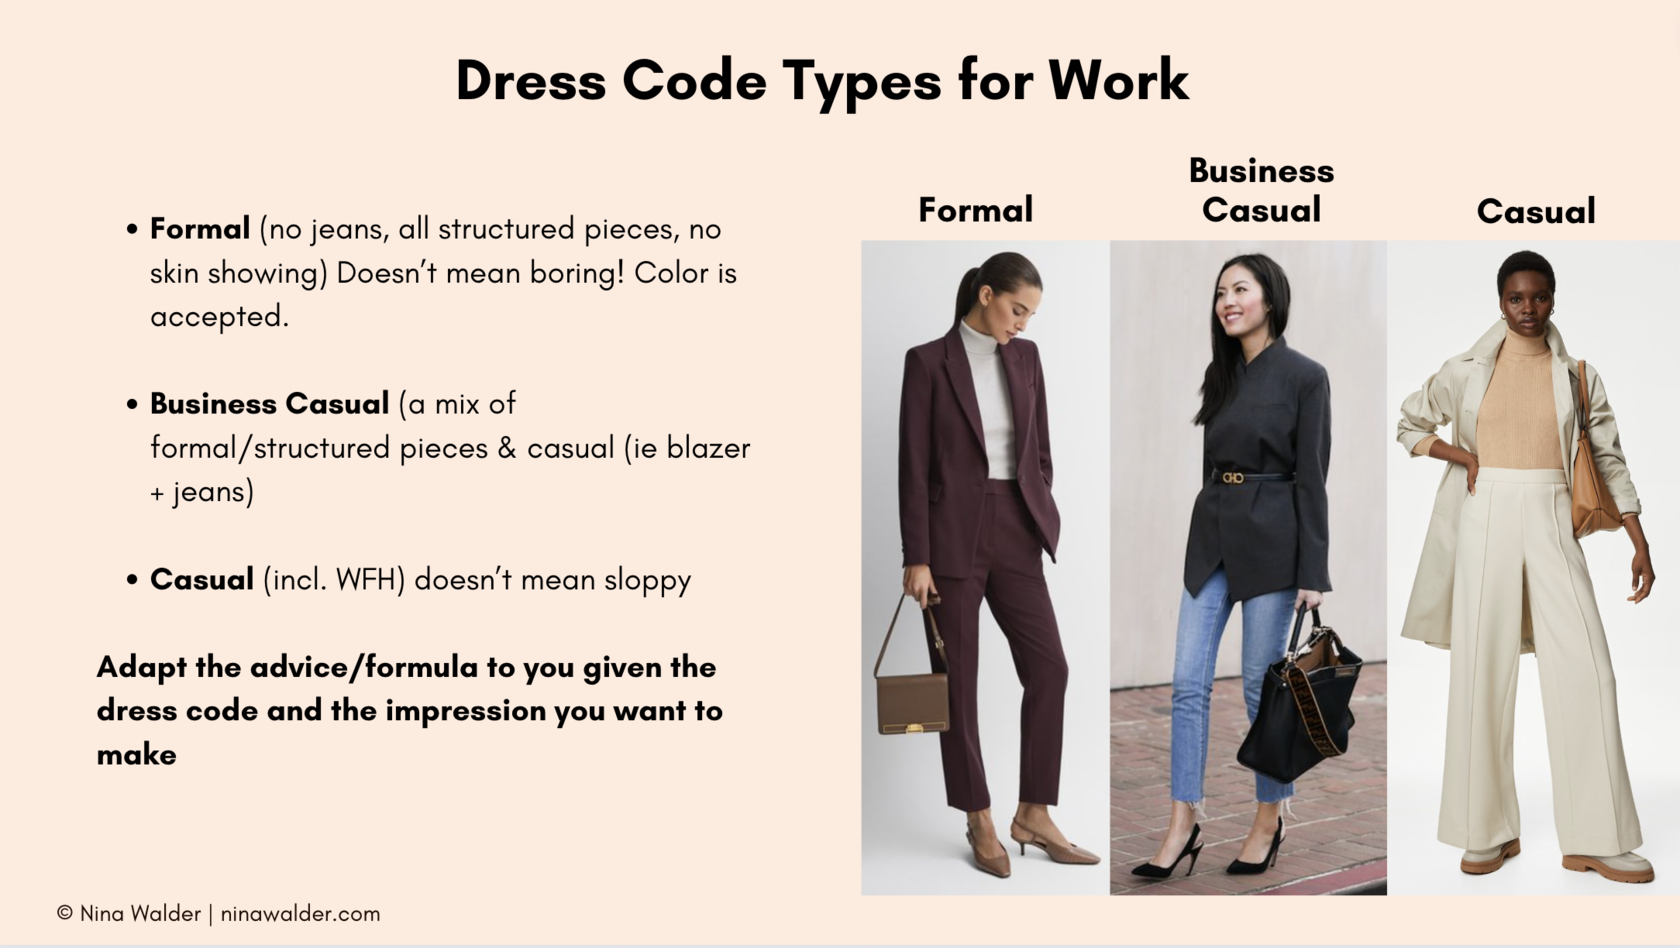 Dress Code Types for Work
• Formal (no jeans, all structured pieces, no
skin showing) Doesn’t mean boring! Color is
accepted.
• Business Casual (a mix of
formal/structured pieces & casual (ie blazer
+ jeans)
• Casual (incl. WFH) doesn’t mean sloppy
Adapt the advice/formula to you given the
dress code and the impression you want to
make
Formal
Business
Casual
Casual
© Nina Walder | ninawalder.com